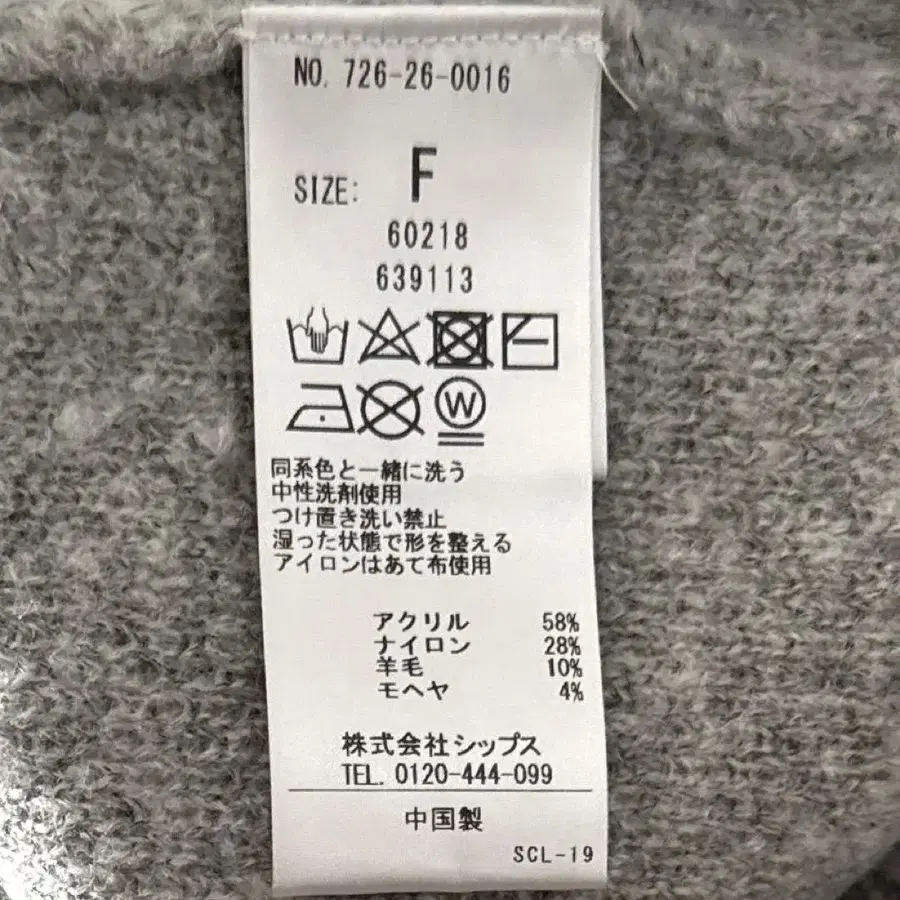 NO. 726-26-0016
SIZE: F
60218
639113
W
同系色と一緒に洗う
中性洗剤使用
つけ置き洗い禁止
湿った状態で形を整える
アイロンはあて布使用
アクリル 58%
ナイロン 28%
羊毛 10%
モヘヤ 4%
株式会社シップス
TEL. 0120-444-099
中国製
SCL-19